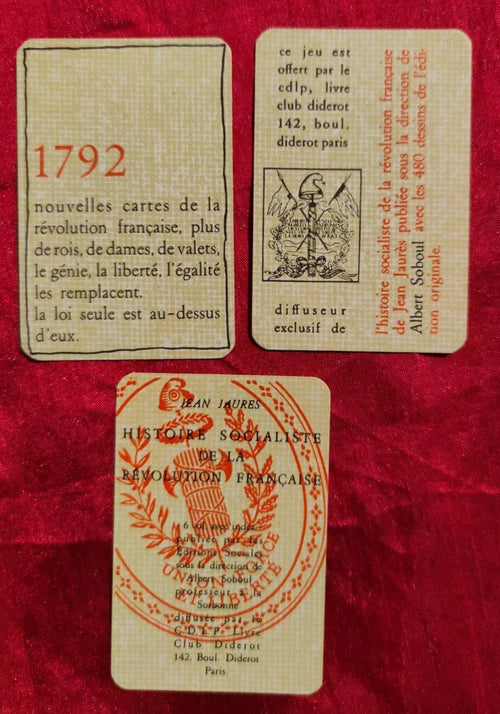 1792
nouvelles cartes de la
révolution française, plus
de rois, de dames, de valets,
le génie, la liberté, l'égalité
les remplacent.
la loi seule est au-dessus
d'eux.
ce jeu est
offert par le
cdlp, livre
club diderot
142, boul.
diderot paris
diffuseur
exclusif de
l'histoire socialiste de la révolution française
de Jean Jaurès publiée sous la direction de
Albert Soboul avec les 480 dessins de l'édi-
tion originale.
JEAN JAURES
HISTOIRE SOCIALISTE
DE LA
RÉVOLUTION FRANÇAISE
6 vol. avec index
publiée par les
Editions Sociales
sous la direction de
Albert Soboul
professeur à la
Sorbonne
diffusée par le
C.D.L.P. Livre
Club Diderot
142, Boul. Diderot
Paris.
UNION FORCE
ET LIBERTÉ